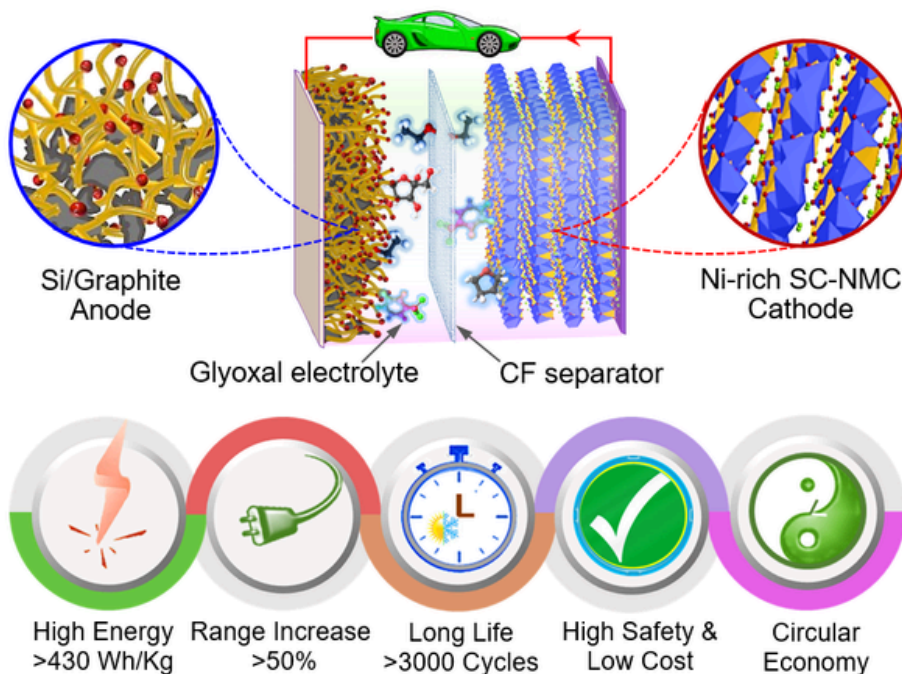 Si/Graphite
Anode
Ni-rich SC-NMC
Cathode
Glyoxal electrolyte
CF separator
High Energy
>430 Wh/Kg
Range Increase
>50%
Long Life
>3000 Cycles
High Safety &
Low Cost
Circular
Economy